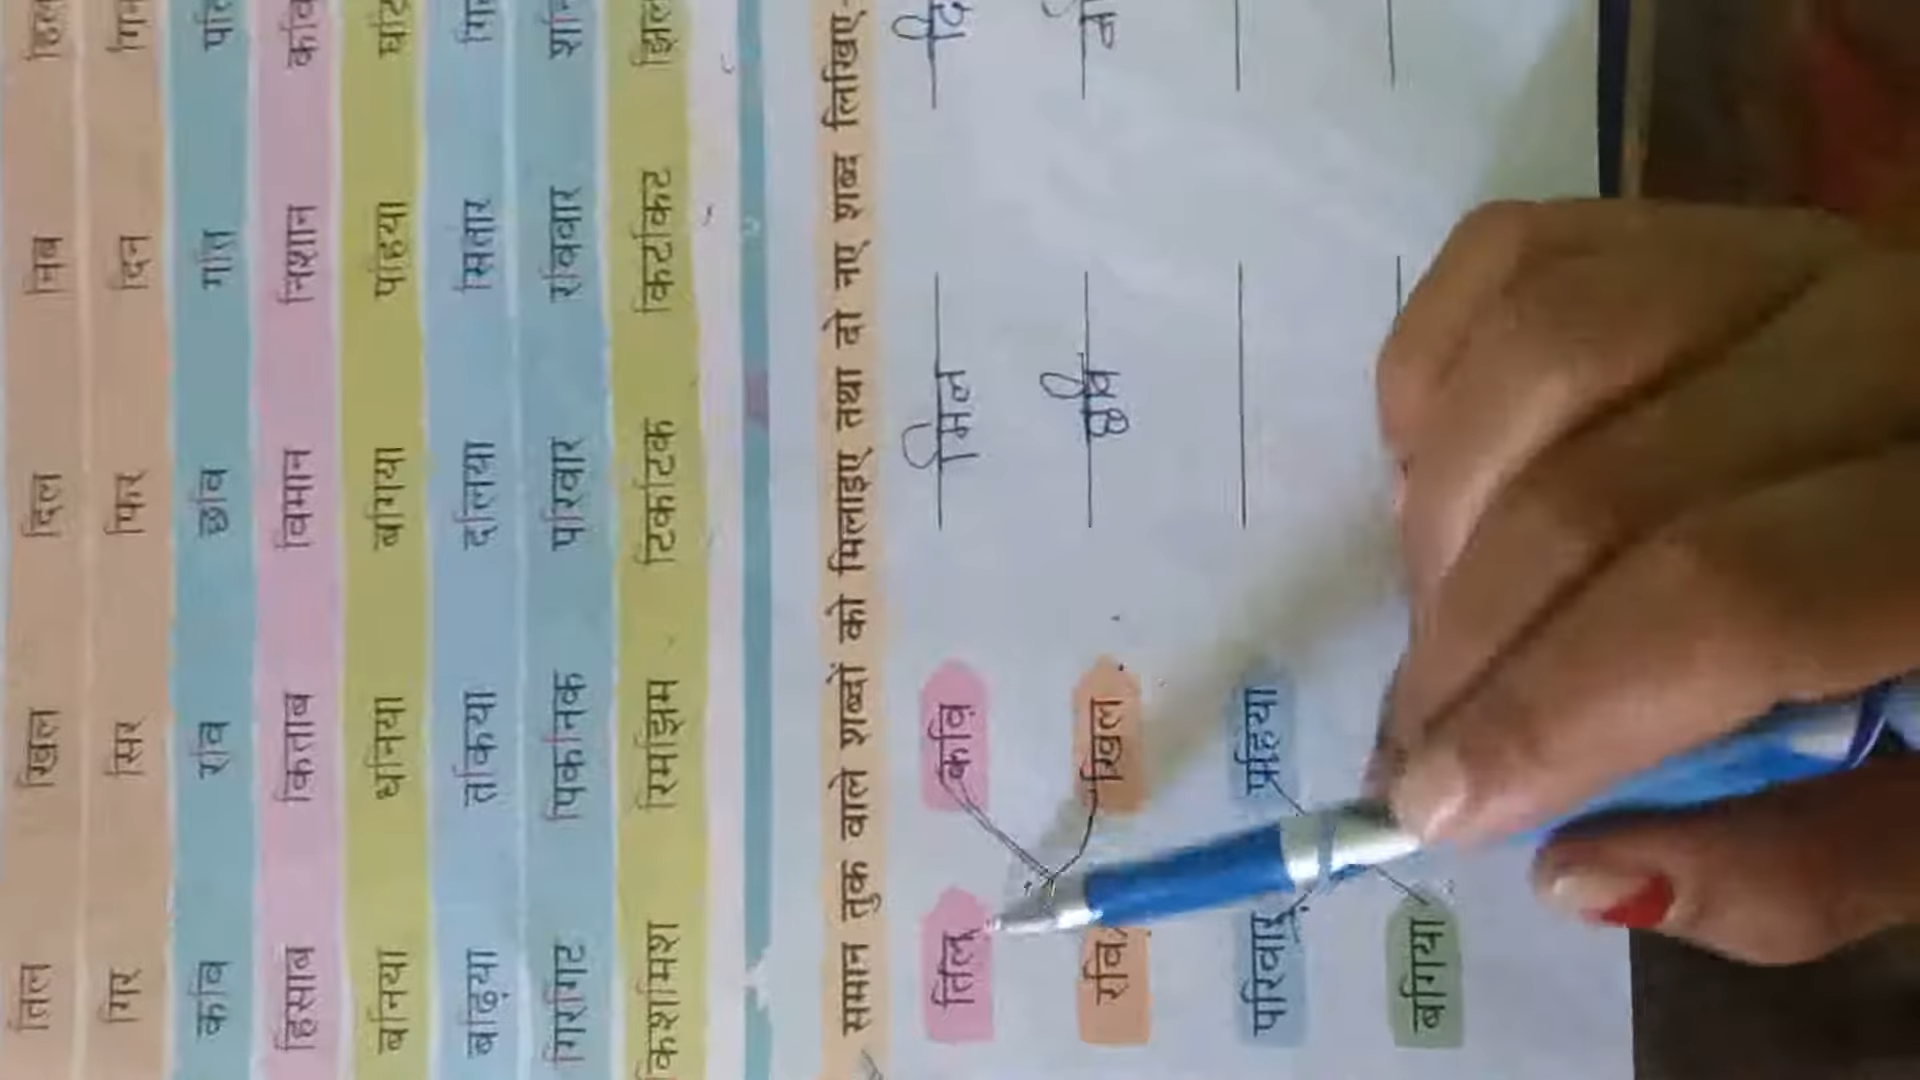 तिल खिल दिल निब
गिर सिर फिर दिन
कवि रवि छवि गति
हिसाब किताब विमान निशान
बनिया धनिया बगिया पहिया
बढ़िया तकिया दलिया सितार
गिरगिट पिकनिक परिवार रविवार
किशमिश रिमझिम टिकटिक किटकिट
समान तुक वाले शब्दों को मिलाइए तथा दो नए शब्द लिखिए-
तिल कवि मिल
रवि खिल छवि
परिवार पहिया
बगिया